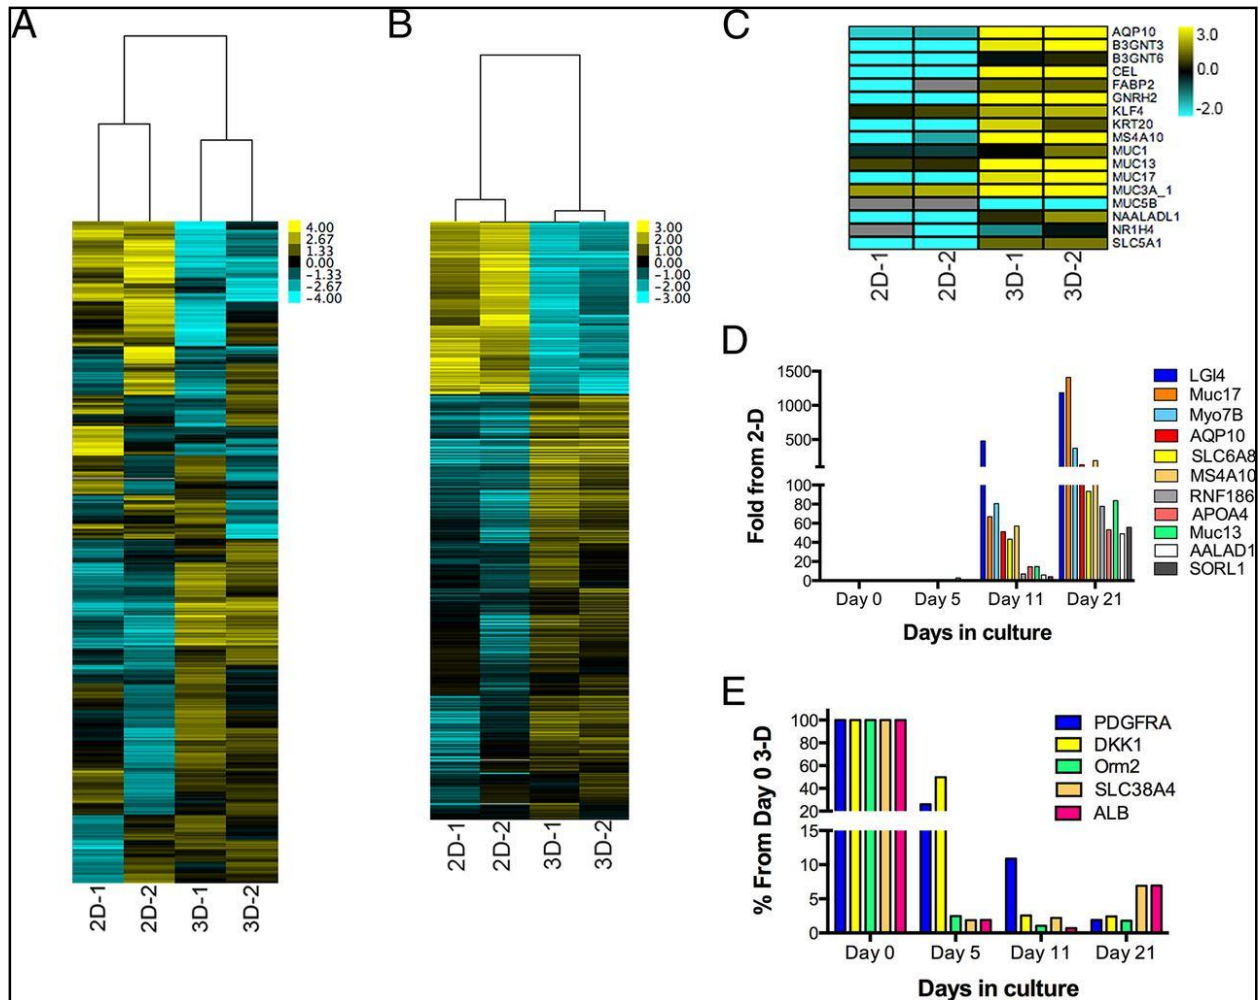 A
B
C
4.00
2.67
1.33
0.00
-1.33
-2.67
-4.00
2D-1
2D-2
3D-1
3D-2
3.00
2.00
1.00
0.00
-1.00
-2.00
-3.00
2D-1
2D-2
3D-1
3D-2
AQP10
B3GNT3
B3GNT6
CEL
FABP2
GNRH2
KLF4
KRT20
MS4A10
MUC1
MUC13
MUC17
MUC3A_1
MUC5B
NAALADL1
NR1H4
SLC5A1
3.0
0.0
-2.0
2D-1
2D-2
3D-1
3D-2
D
Fold from 2-D
1500
1000
500
100
80
60
40
20
0
Day 0
Day 5
Day 11
Day 21
Days in culture
LGI4
Muc17
Myo7B
AQP10
SLC6A8
MS4A10
RNF186
APOA4
Muc13
AALAD1
SORL1
E
% From Day 0 3-D
100
80
60
40
20
15
10
5
0
Day 0
Day 5
Day 11
Day 21
Days in culture
PDGFRA
DKK1
Orm2
SLC38A4
ALB